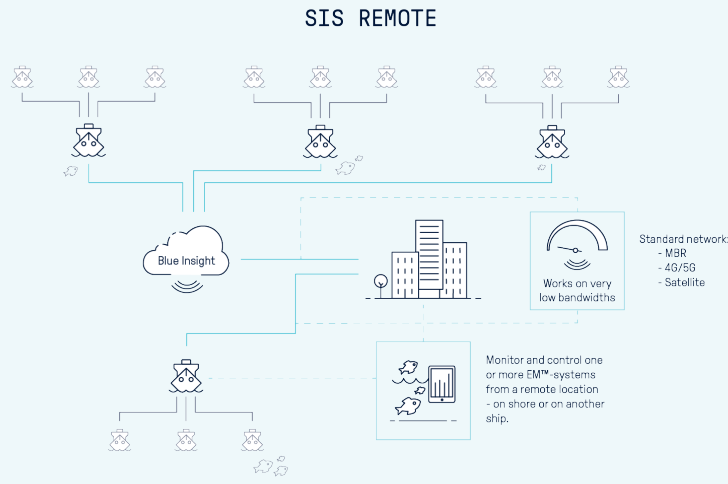 SIS REMOTE
Blue Insight
Works on very
low bandwidths
Standard network:
- MBR
- 4G/5G
- Satellite
Monitor and control one
or more EM™-systems
from a remote location
- on shore or on another
ship.